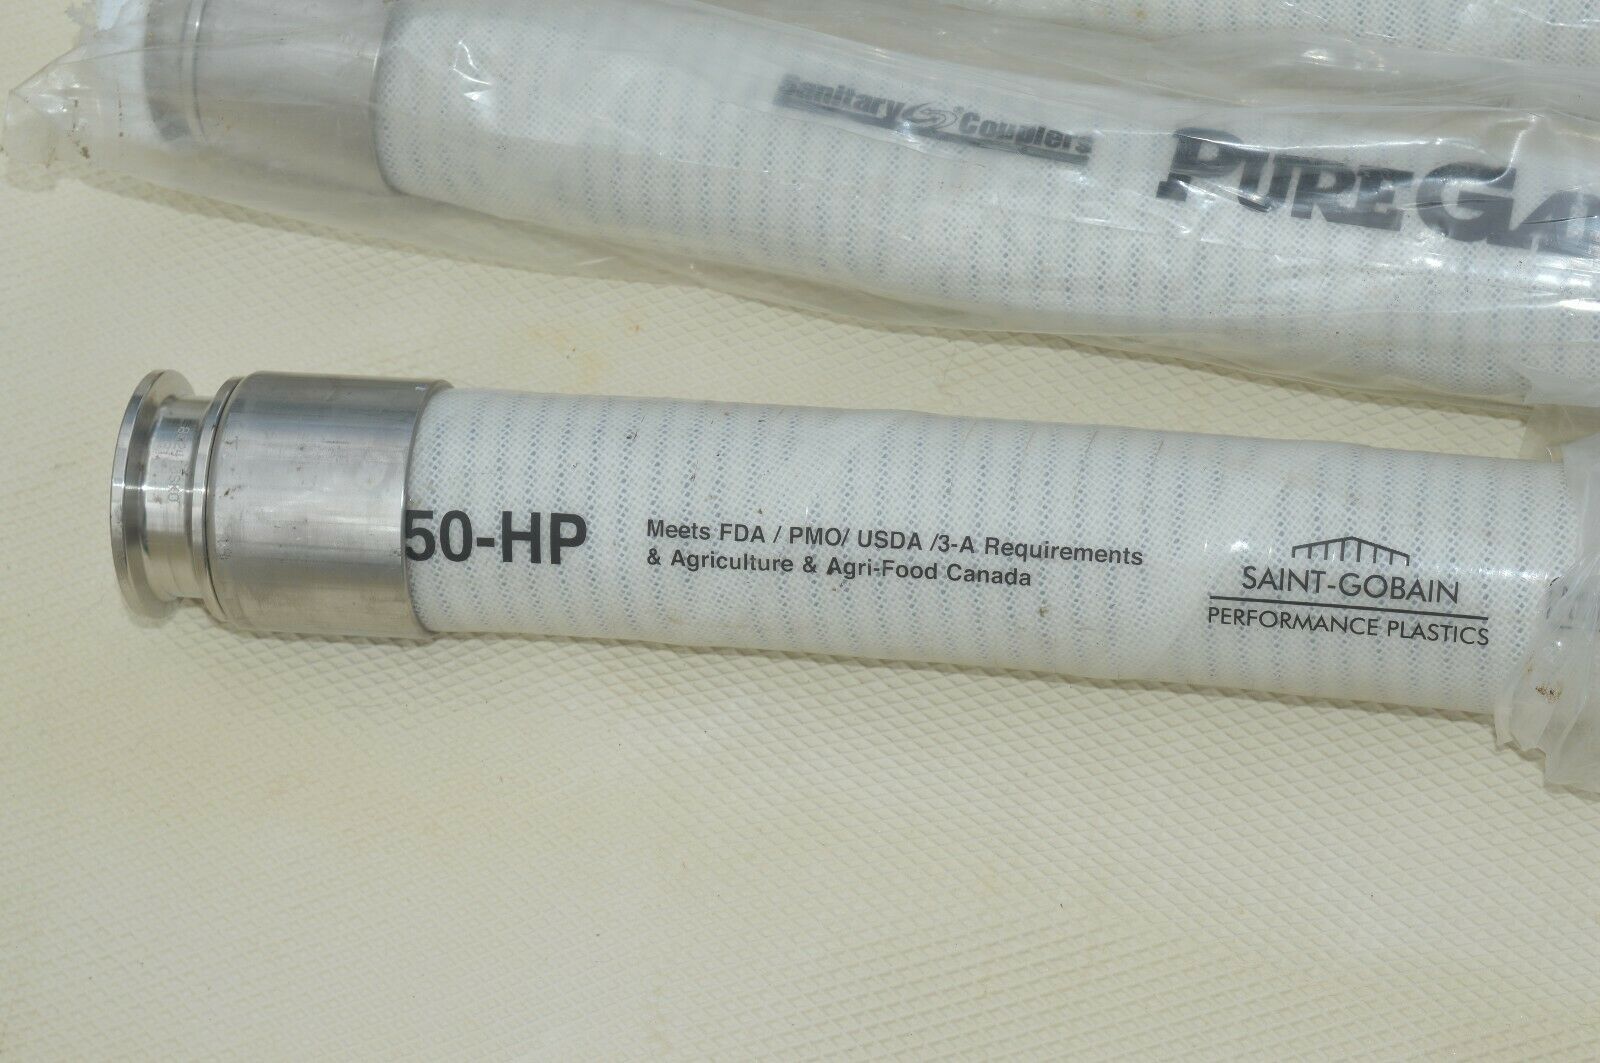 Sanitary Couplers
PUREGA
50-HP
Meets FDA / PMO/ USDA /3-A Requirements
& Agriculture & Agri-Food Canada
SAINT-GOBAIN
PERFORMANCE PLASTICS